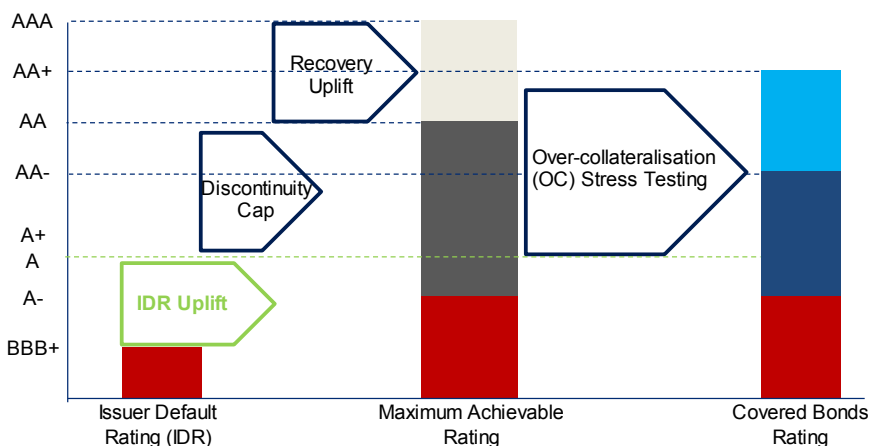 AAA
AA+
AA
AA-
A+
A
A-
BBB+
Recovery
Uplift
Discontinuity
Cap
IDR Uplift
Over-collateralisation
(OC) Stress Testing
Issuer Default
Rating (IDR)
Maximum Achievable
Rating
Covered Bonds
Rating